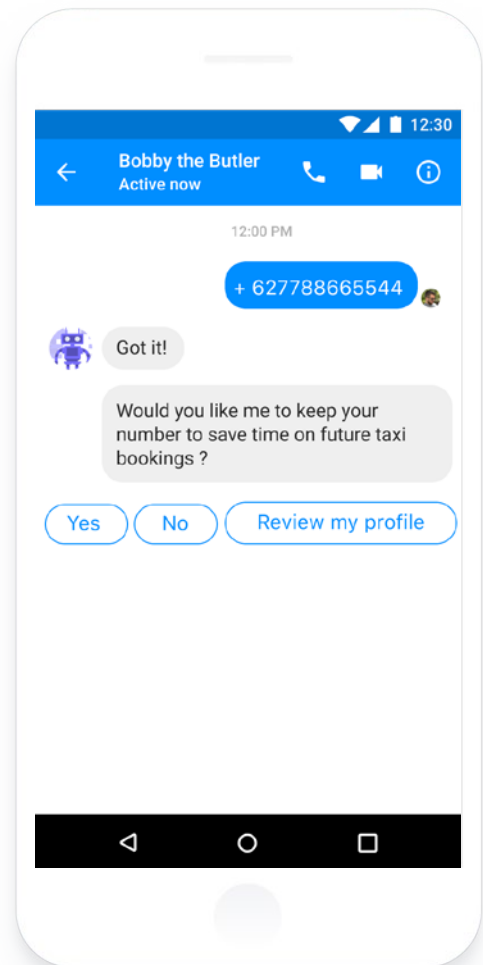 12:30
Bobby the Butler
Active now
12:00 PM
+ 627788665544
Got it!
Would you like me to keep your
number to save time on future taxi
bookings ?
Yes
No
Review my profile